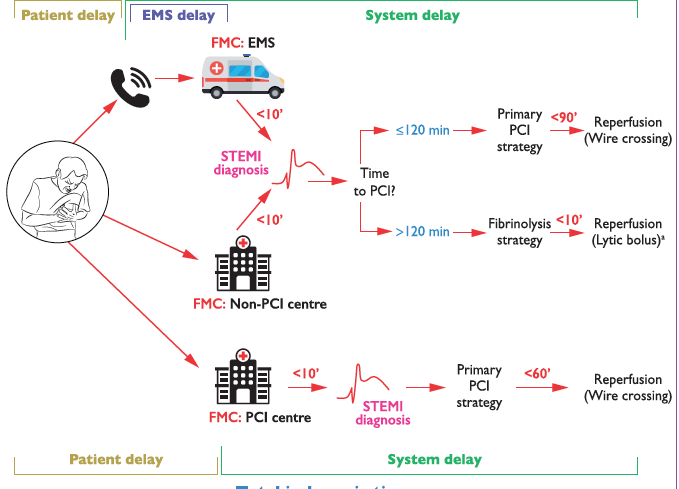 Patient delay
EMS delay
System delay
FMC: EMS
<10'
STEMI
diagnosis
<10'
Time
to PCI?
≤120 min
Primary
PCI
strategy
<90'
Reperfusion
(Wire crossing)
>120 min
Fibrinolysis
strategy
<10'
Reperfusion
(Lytic bolus)ª
FMC: Non-PCI centre
FMC: PCI centre
<10'
STEMI
diagnosis
Primary
PCI
strategy
<60'
Reperfusion
(Wire crossing)
Patient delay
System delay